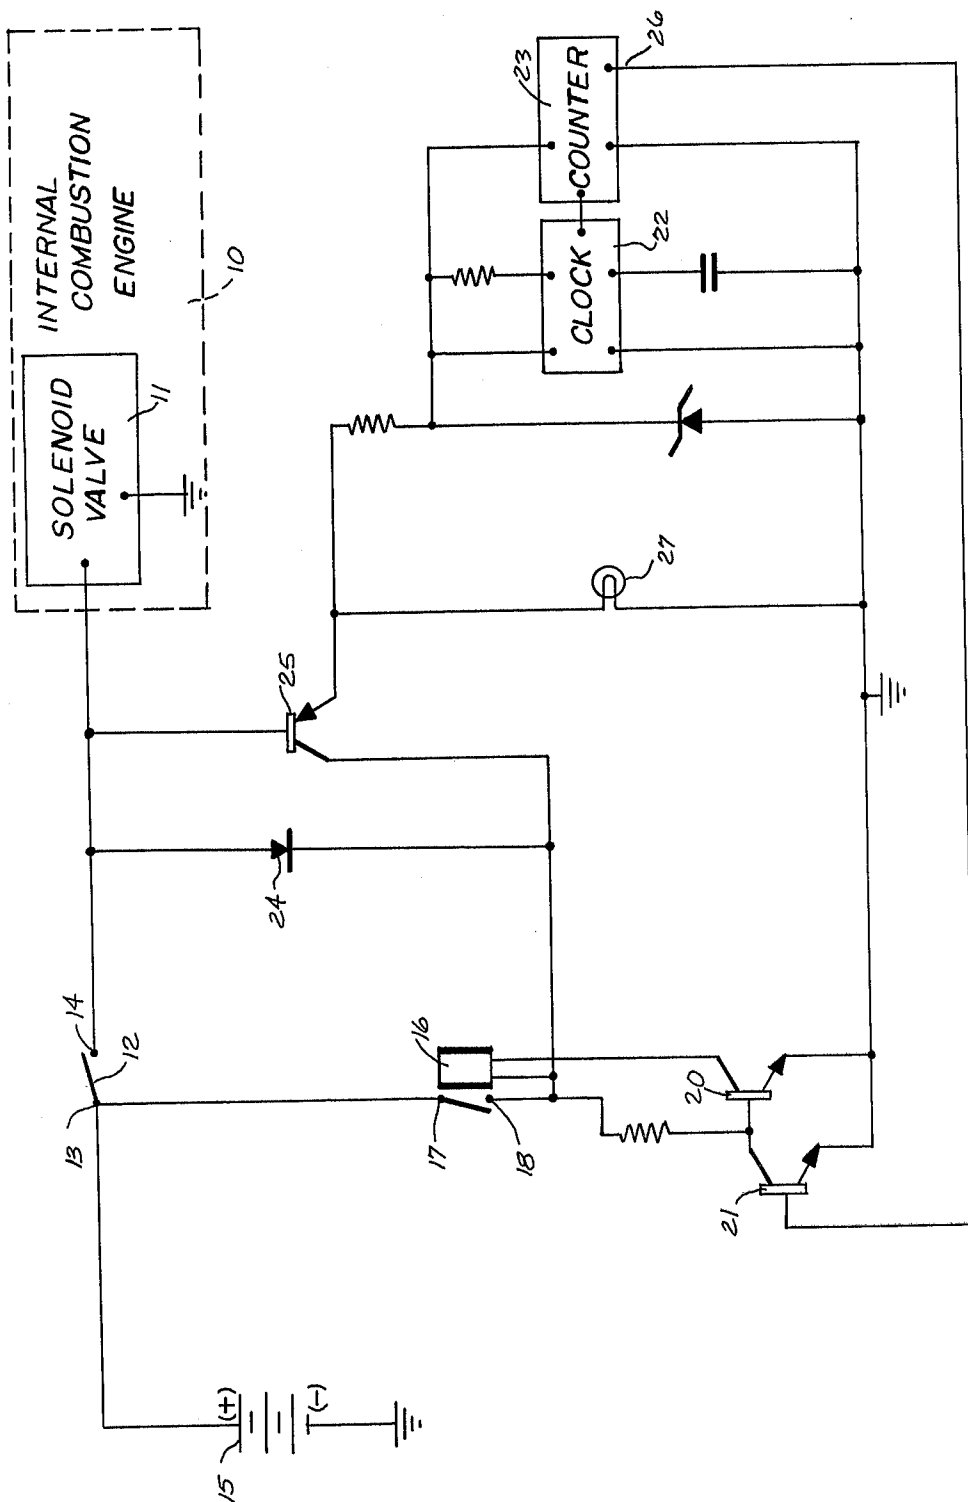 INTERNAL
COMBUSTION
ENGINE
10
SOLENOID
VALVE
11
25
24
14
12
13
15
(+)
(-)
16
17
18
20
21
27
CLOCK
22
COUNTER
23
26